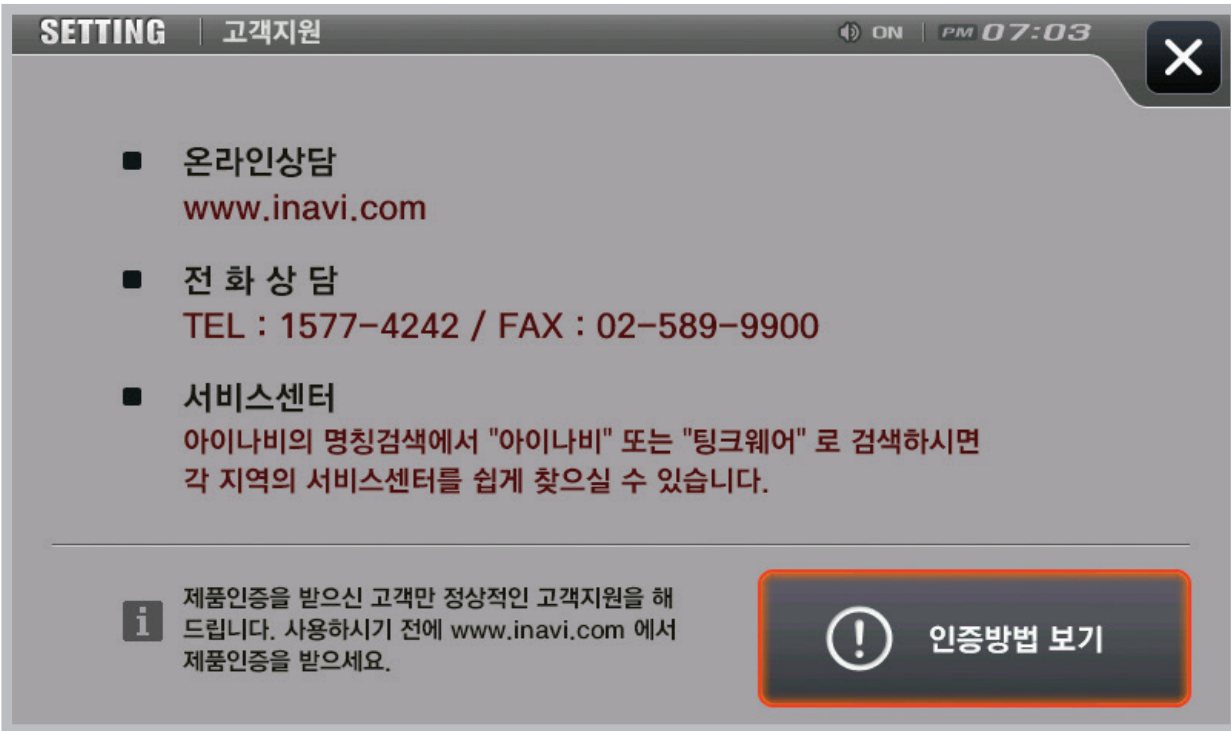 SETTING | 고객지원 ON | PM 07:03
■ 온라인상담
www.inavi.com
■ 전 화 상 담
TEL : 1577-4242 / FAX : 02-589-9900
■ 서비스센터
아이나비의 명칭검색에서 "아이나비" 또는 "팅크웨어" 로 검색하시면
각 지역의 서비스센터를 쉽게 찾으실 수 있습니다.
i 제품인증을 받으신 고객만 정상적인 고객지원을 해
드립니다. 사용하시기 전에 www.inavi.com 에서
제품인증을 받으세요.
! 인증방법 보기